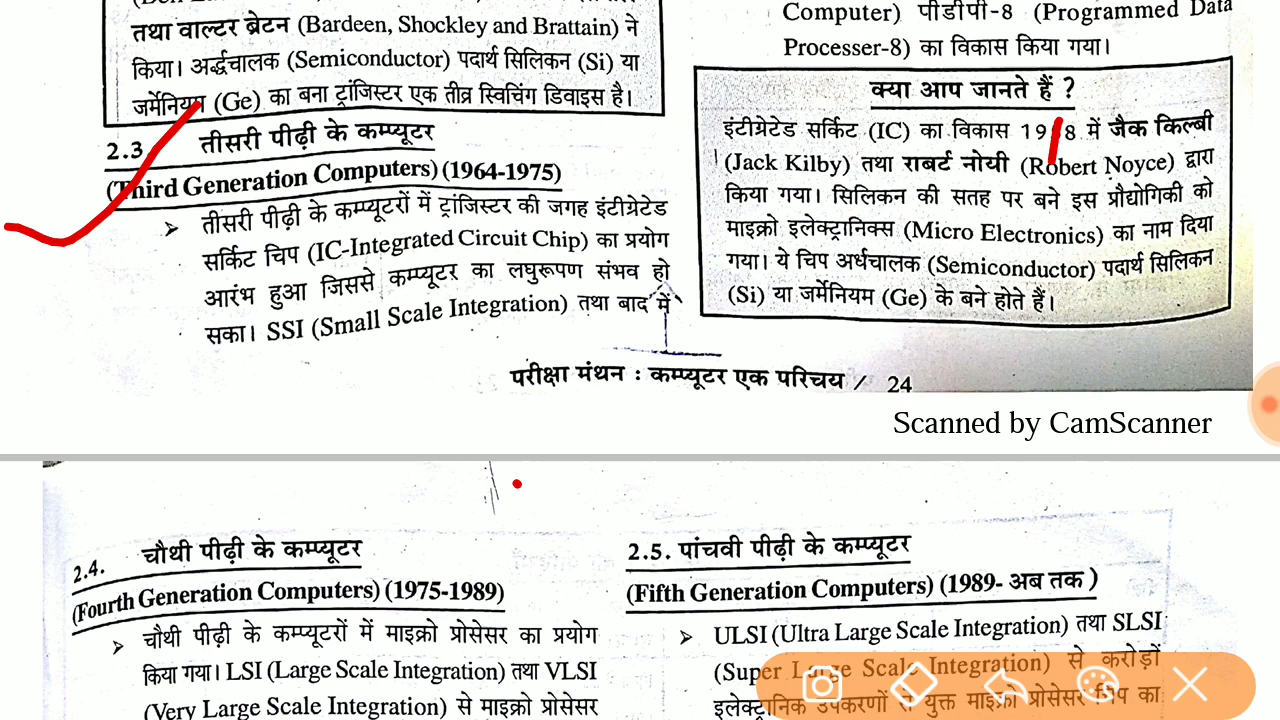 तथा वाल्टर ब्रेटन (Bardeen, Shockley and Brattain) ने
किया। अर्द्धचालक (Semiconductor) पदार्थ सिलिकन (Si) या
जर्मेनियम (Ge) का बना ट्रांजिस्टर एक तीव्र स्विचिंग डिवाइस है।
2.3 तीसरी पीढ़ी के कम्प्यूटर
(Third Generation Computers) (1964-1975)
➢ तीसरी पीढ़ी के कम्प्यूटरों में ट्रांजिस्टर की जगह इंटीग्रेटेड
सर्किट चिप (IC-Integrated Circuit Chip) का प्रयोग
आरंभ हुआ जिससे कम्प्यूटर का लघुरूपण संभव हो
सका। SSI (Small Scale Integration) तथा बाद में
Computer) पीडीपी-8 (Programmed Data
Processer-8) का विकास किया गया।
क्या आप जानते हैं ?
इंटीग्रेटेड सर्किट (IC) का विकास में जैक किल्बी
(Jack Kilby) तथा राबर्ट नोयी (Robert Noyce) द्वारा
किया गया। सिलिकन की सतह पर बने इस प्रौद्योगिकी को
माइक्रो इलेक्ट्रानिक्स (Micro Electronics) का नाम दिया
गया। ये चिप अर्धचालक (Semiconductor) पदार्थ सिलिकन
(Si) या जर्मेनियम (Ge) के बने होते हैं।
परीक्षा मंथन : कम्प्यूटर एक परिचय / 24
Scanned by CamScanner
2.4. चौथी पीढ़ी के कम्प्यूटर
(Fourth Generation Computers) (1975-1989)
➢ चौथी पीढ़ी के कम्प्यूटरों में माइक्रो प्रोसेसर का प्रयोग
किया गया। LSI (Large Scale Integration) तथा VLSI
(Very Large Scale Integration) से माइक्रो प्रोसेसर
2.5. पांचवी पीढ़ी के कम्प्यूटर
(Fifth Generation Computers) (1989- अब तक )
➢ ULSI (Ultra Large Scale Integration) तथा SLSI
(Super Large Scale Integration) से करोड़ों
इलेक्ट्रानिक उपकरणों से युक्त माइक्रो प्रोसेसर चिप का